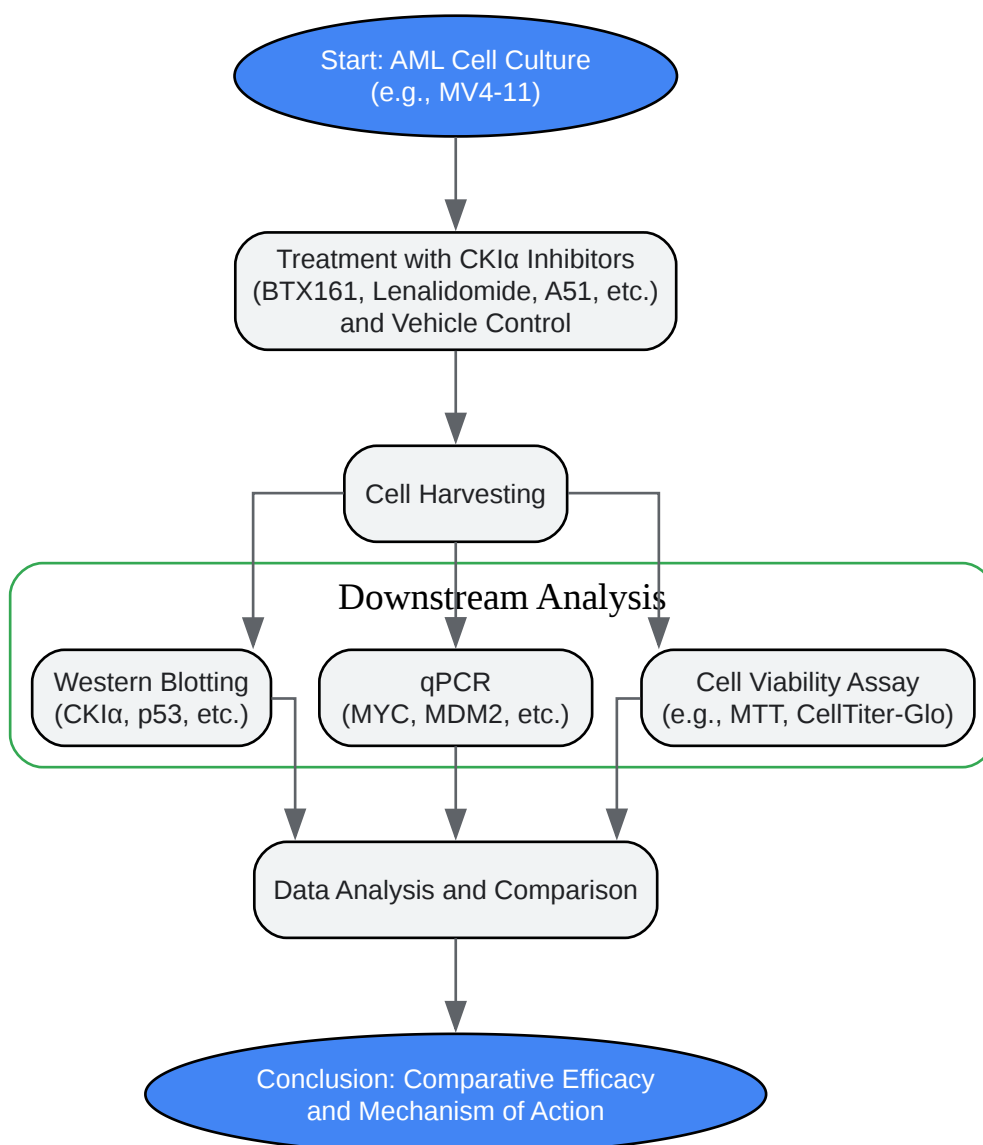 Start: AML Cell Culture
(e.g., MV4-11)
Treatment with CKIα Inhibitors
(BTX161, Lenalidomide, A51, etc.)
and Vehicle Control
Cell Harvesting
Downstream Analysis
Western Blotting
(CKIα, p53, etc.)
qPCR
(MYC, MDM2, etc.)
Cell Viability Assay
(e.g., MTT, CellTiter-Glo)
Data Analysis and Comparison
Conclusion: Comparative Efficacy
and Mechanism of Action